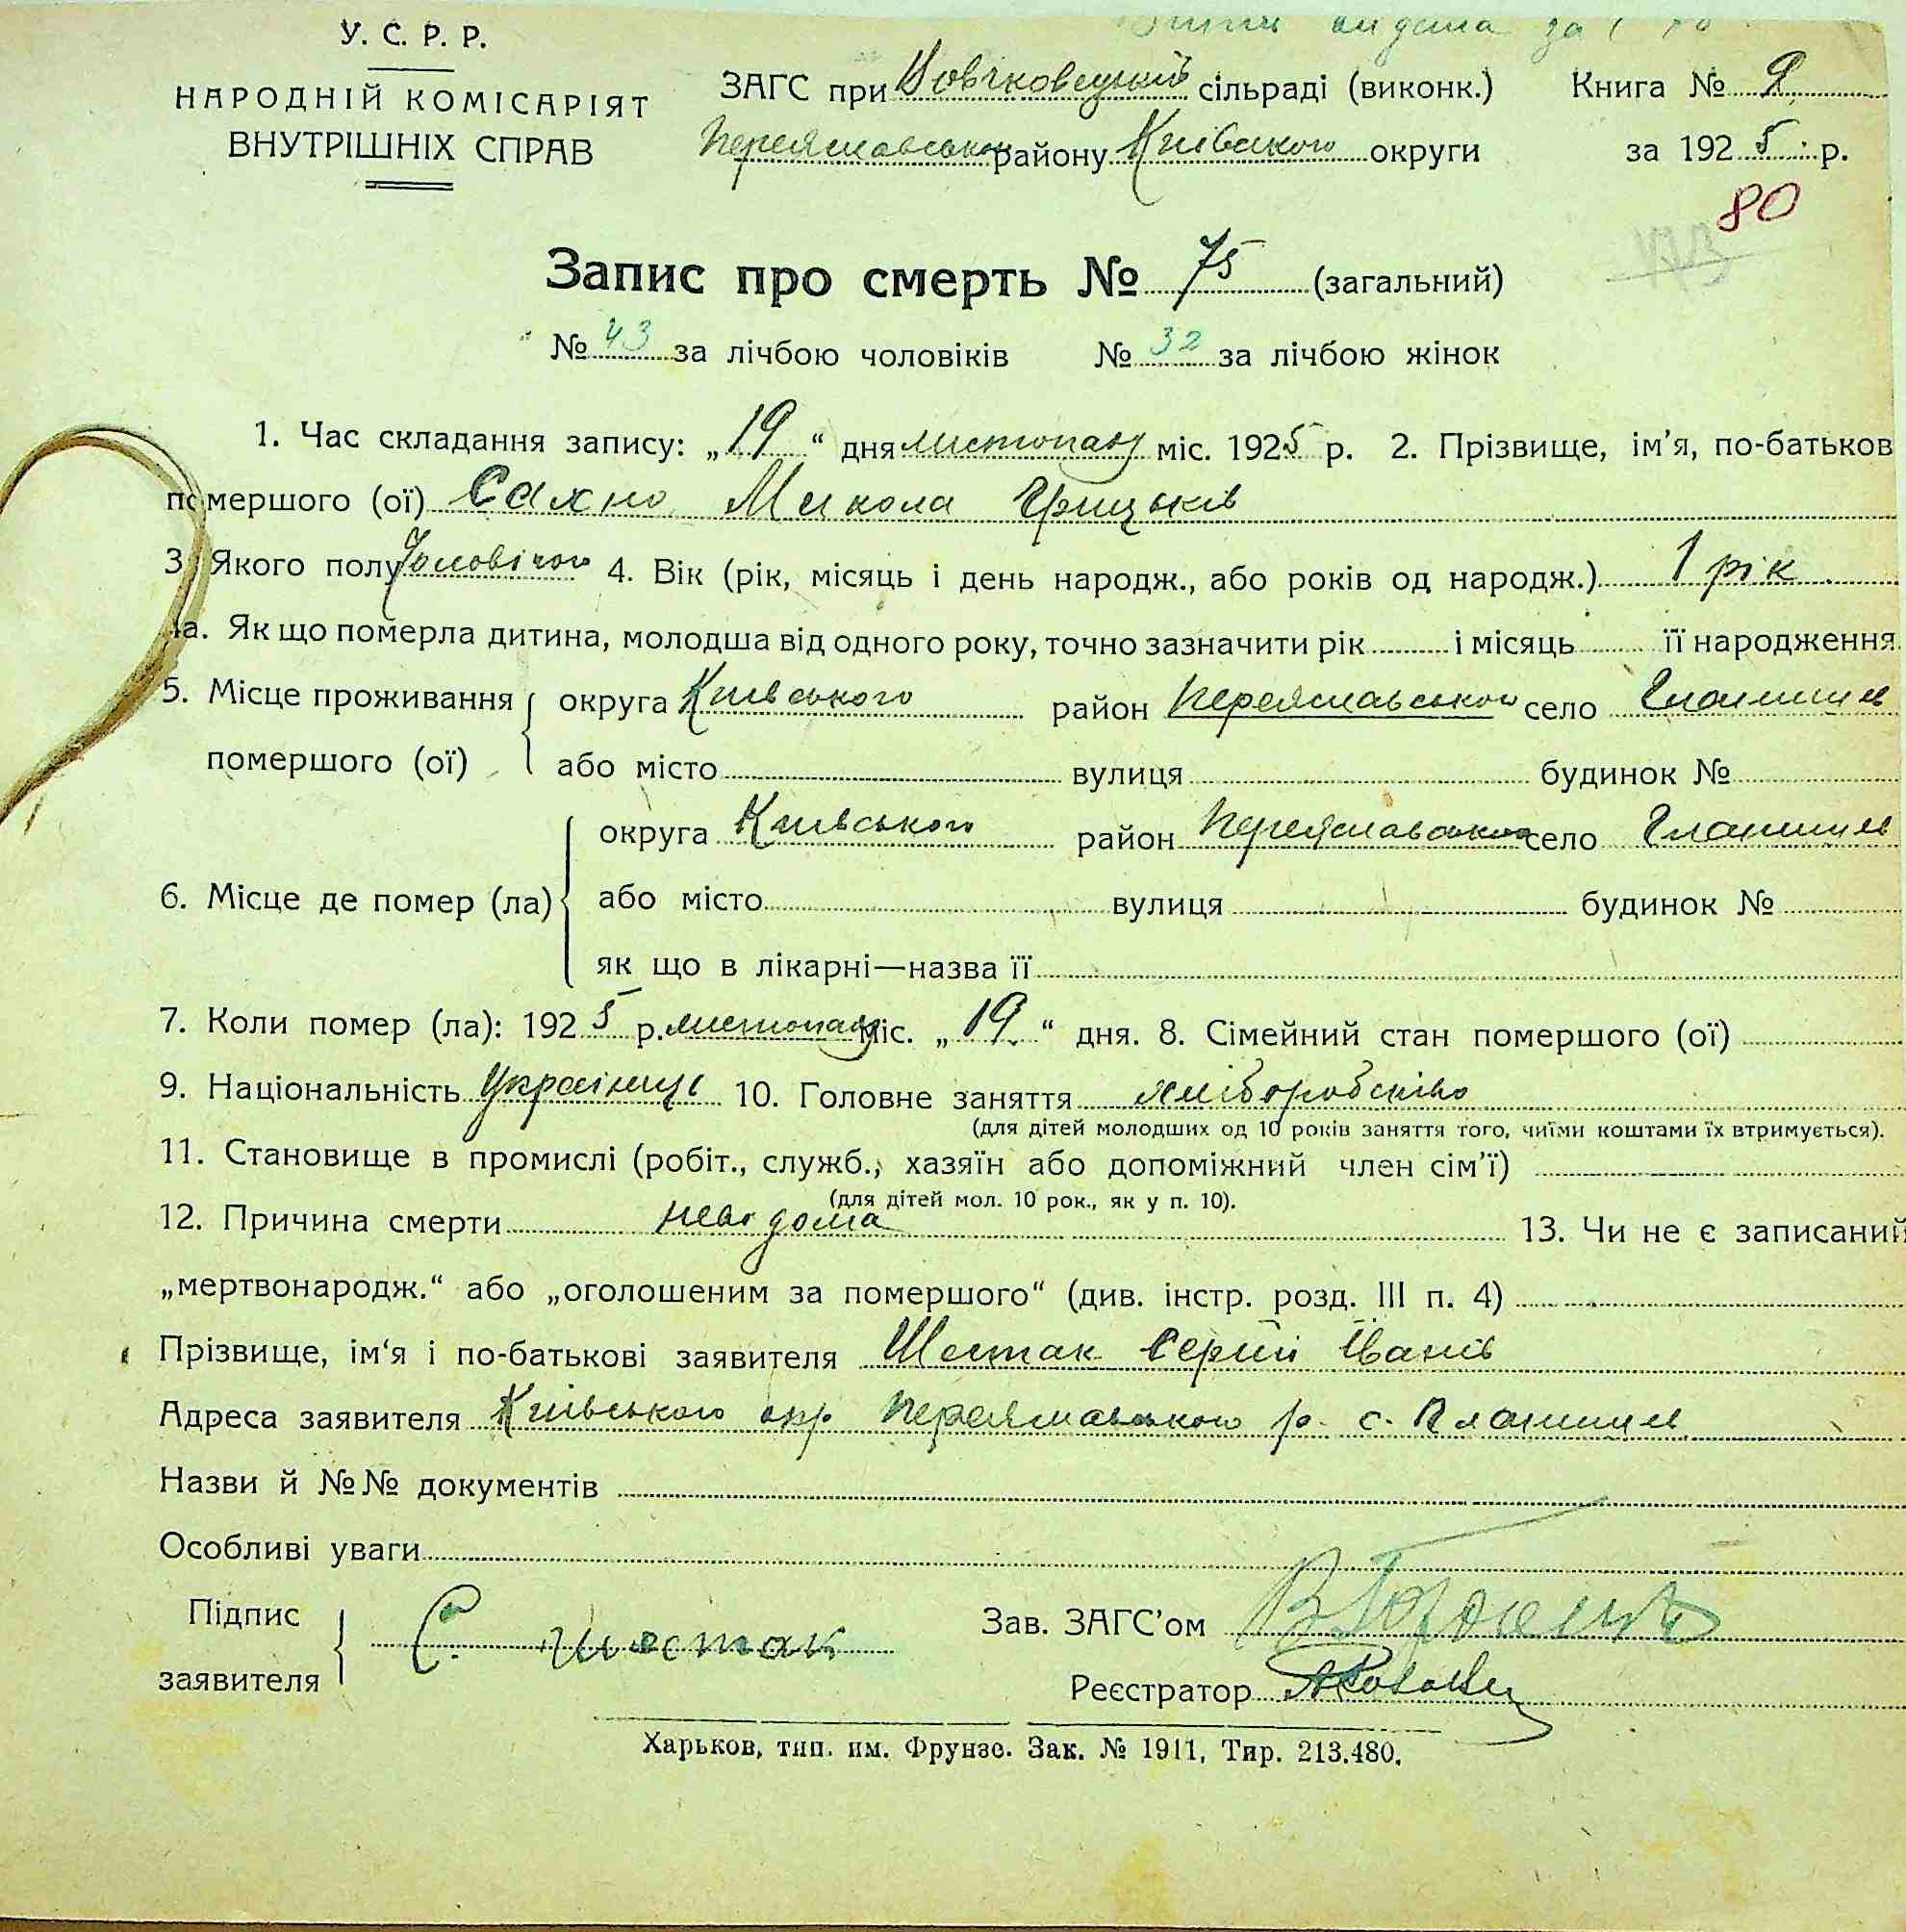 видана за
У. С. Р. Р.
НАРОДНІЙ КОМІСАРІЯТ
ВНУТРІШНІХ СПРАВ
ЗАГС при Вовчковецькій сільраді (виконк.)
Переяславського району Київського округи
Книга №
за 1925 р.
80
Запис про смерть № 75 (загальний)
№ 43 за лічбою чоловіків № 32 за лічбою жінок
1. Час складання запису: „19“ дня листопаду міс. 1925 р. 2. Прізвище, ім’я, по-батьков
помершого (ої) Сахно Микола Грицьків
3. Якого полу Чоловічого 4. Вік (рік, місяць і день народж., або років од народж.) 1 рік
4а. Як що померла дитина, молодша від одного року, точно зазначити рік і місяць її народження
5. Місце проживання помершого (ої) округа Київського район Переяславського село
або місто вулиця будинок №
6. Місце де помер (ла) округа Київського район Переяславського село
або місто вулиця будинок №
як що в лікарні—назва її
7. Коли помер (ла): 1925 р. листопаду міс. „19“ дня. 8. Сімейний стан помершого (ої)
9. Національність Українць 10. Головне заняття хліборобство
(для дітей молодших од 10 років заняття того, чиїми коштами їх втримується).
11. Становище в промислі (робіт., служб., хазяїн або допоміжний член сім’ї)
(для дітей мол. 10 рок., як у п. 10).
12. Причина смерти невідома 13. Чи не є записаний
„мертвонародж.“ або „оголошеним за помершого“ (див. інстр. розд. III п. 4)
Прізвище, ім‘я і по-батькові заявителя Шестак Сергій Іванів
Адреса заявителя Київського окр Переяславського р. с.
Назви й №№ документів
Особливі уваги
Підпис заявителя С. Шестак
Зав. ЗАГС’ом
Реєстратор
Харьков, тип. им. Фрунзе. Зак. № 1911, Тир. 213.480.